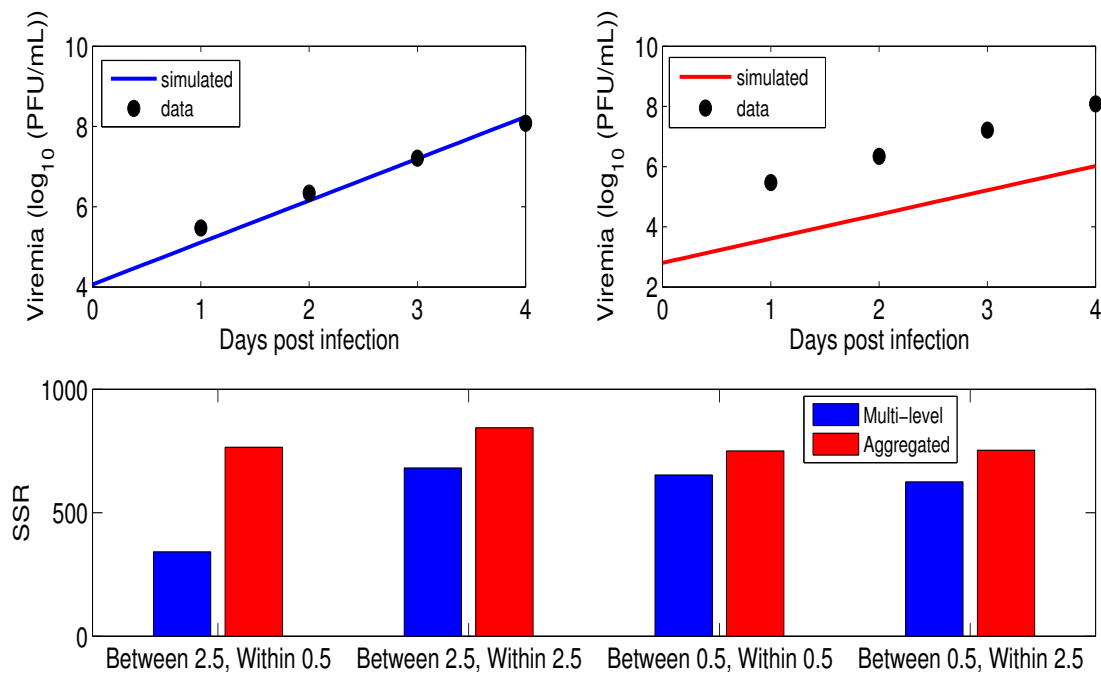 Viremia (log10 (PFU/mL))
10
8
6
4
0
1
2
3
4
Days post infection
simulated
data
Viremia (log10 (PFU/mL))
10
8
6
4
2
0
1
2
3
4
Days post infection
simulated
data
SSR
1000
500
0
Multi-level
Aggregated
Between 2.5, Within 0.5
Between 2.5, Within 2.5
Between 0.5, Within 0.5
Between 0.5, Within 2.5